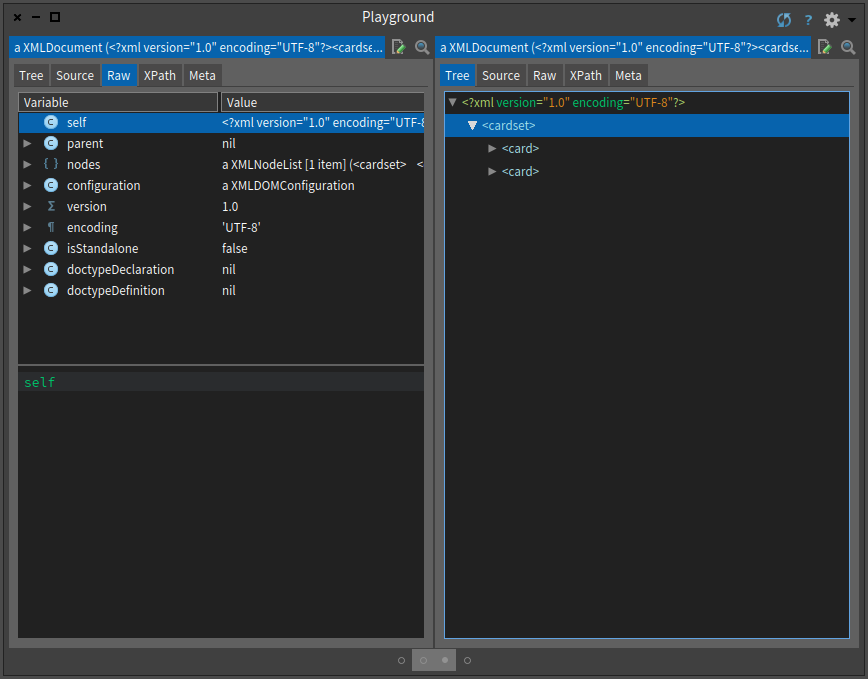 Playground
?
a XMLDocument (<?xml version="1.0" encoding="UTF-8"?><cardse...
a XMLDocument (<?xml version="1.0" encoding="UTF-8"?><cardse...
Tree Source Raw XPath Meta
Variable Value
C self <?xml version="1.0" encoding="UTF-8
C parent nil
{ } nodes a XMLNodeList [1 item] (<cardset> <
C configuration a XMLDOMConfiguration
Σ version 1.0
¶ encoding 'UTF-8'
C isStandalone false
C doctypeDeclaration nil
C doctypeDefinition nil
self
Tree Source Raw XPath Meta
<?xml version="1.0" encoding="UTF-8"?>
<cardset>
<card>
<card>